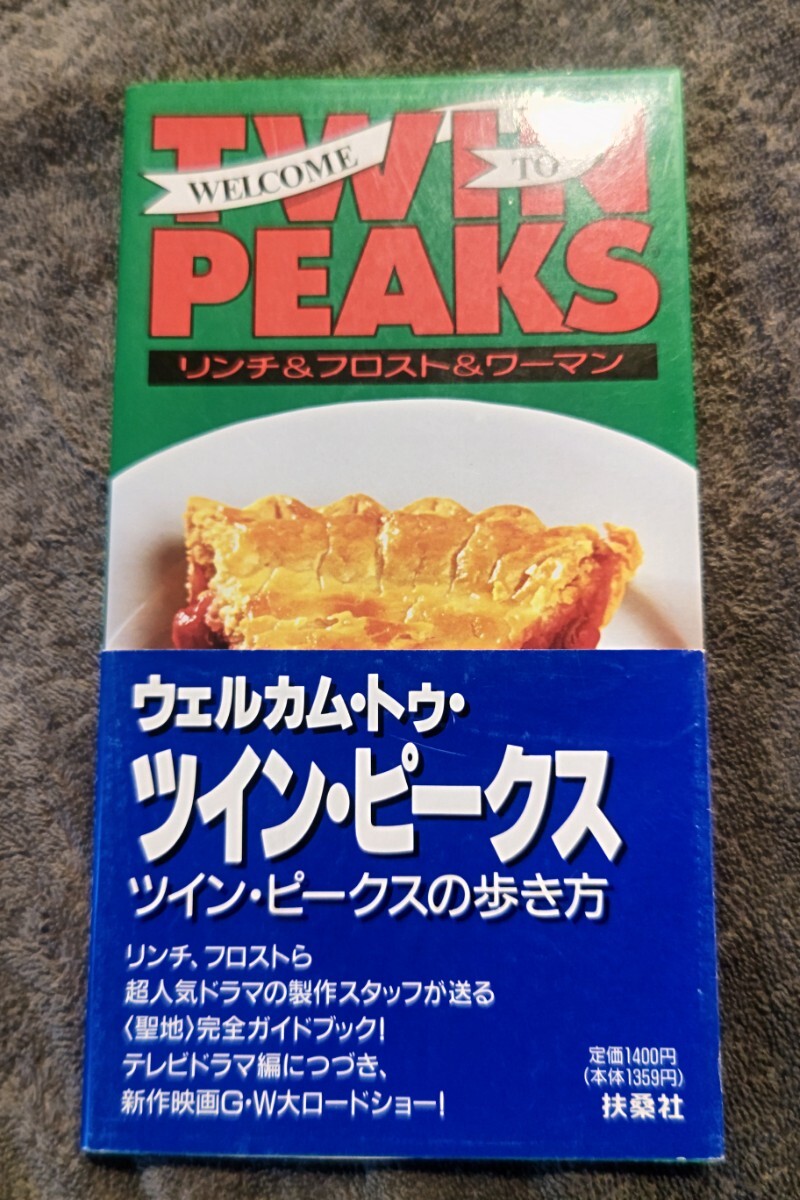 WELCOME TO
TWIN
PEAKS
リンチ&フロスト&ワーマン
ウェルカム・トゥ・
ツイン・ピークス
ツイン・ピークスの歩き方
リンチ、フロストら
超人気ドラマの製作スタッフが送る
〈聖地〉完全ガイドブック!
テレビドラマ編につづき、
新作映画G・W大ロードショー!
定価1400円
(本体1359円)
扶桑社